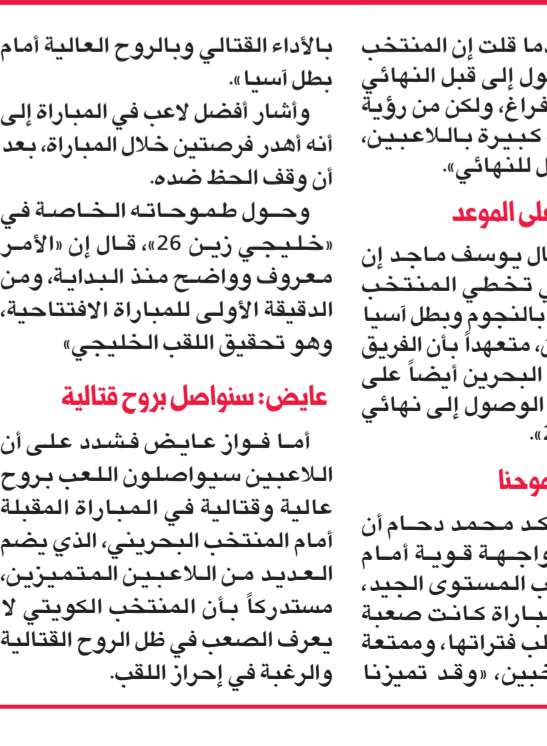 دما قلت إن المنتخب
ول إلى قبل النهائي
فراغ، ولكن من رؤية
كبيرة باللاعبين،
ل للنهائي».
على الموعد
ال يوسف ماجد إن
ي تخطي المنتخب
بالنجوم وبطل آسيا
ن، متعهداً بأن الفريق
البحرين أيضاً على
الوصول إلى نهائي
2».
موحنا
كد محمد دحام أن
واجهة قوية أمام
ب المستوى الجيد،
مباراة كانت صعبة
لب فتراتها، وممتعة
خبين، «وقد تميزنا
بالأداء القتالي وبالروح العالية أمام
بطل آسيا».
وأشار أفضل لاعب في المباراة إلى
أنه أهدر فرصتين خلال المباراة، بعد
أن وقف الحظ ضده.
وحول طموحاته الخاصة في
«خليجي زين 26»، قال إن «الأمر
معروف وواضح منذ البداية، ومن
الدقيقة الأولى للمباراة الافتتاحية،
وهو تحقيق اللقب الخليجي»
عايض: سنواصل بروح قتالية
أما فواز عايض فشدد على أن
اللاعبين سيواصلون اللعب بروح
عالية وقتالية في المباراة المقبلة
أمام المنتخب البحريني، الذي يضم
العديد من اللاعبين المتميزين،
مستدركاً بأن المنتخب الكويتي لا
يعرف الصعب في ظل الروح القتالية
والرغبة في إحراز اللقب.